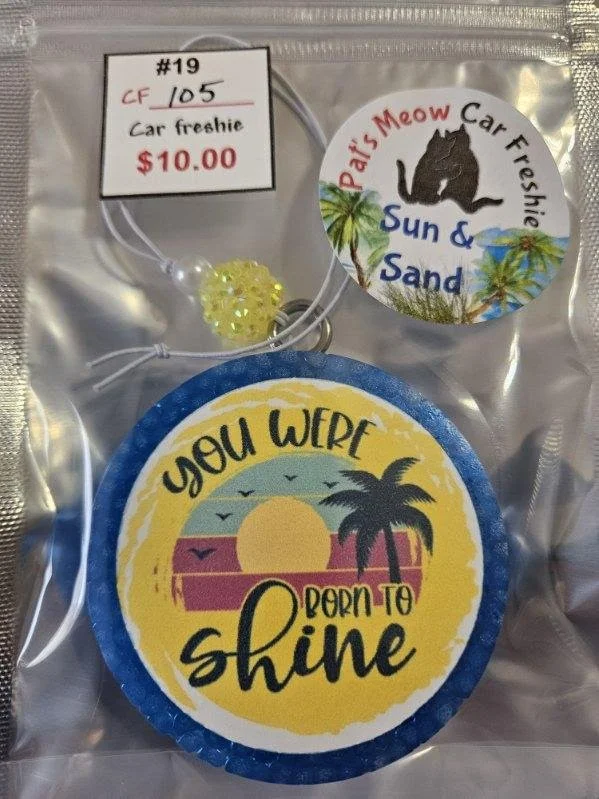 #19
CF 105
Car freshie
$10.00
Pat's Meow Car Freshie
Sun &
Sand
YOU WERE
BORN TO
shine